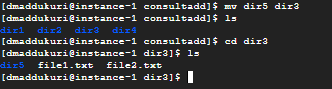 [dmaddukuri@instance-1 consultadd]$ mv dir5 dir3
[dmaddukuri@instance-1 consultadd]$ ls
dir1 dir2 dir3 dir4
[dmaddukuri@instance-1 consultadd]$ cd dir3
[dmaddukuri@instance-1 dir3]$ ls
dir5 file1.txt file2.txt
[dmaddukuri@instance-1 dir3]$